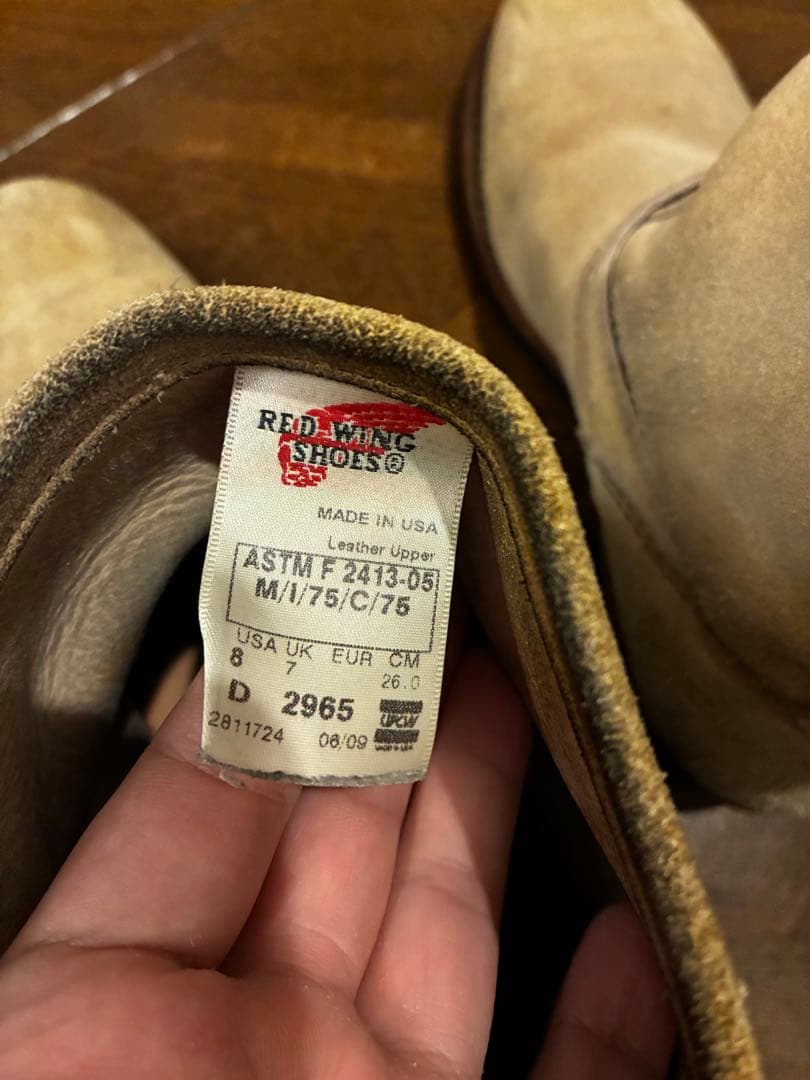 RED WING
SHOES®
MADE IN USA
Leather Upper
ASTM F 2413-05
M/I/75/C/75
USA UK EUR CM
8 7 26.0
D 2965 UFCW
2811724 06/09